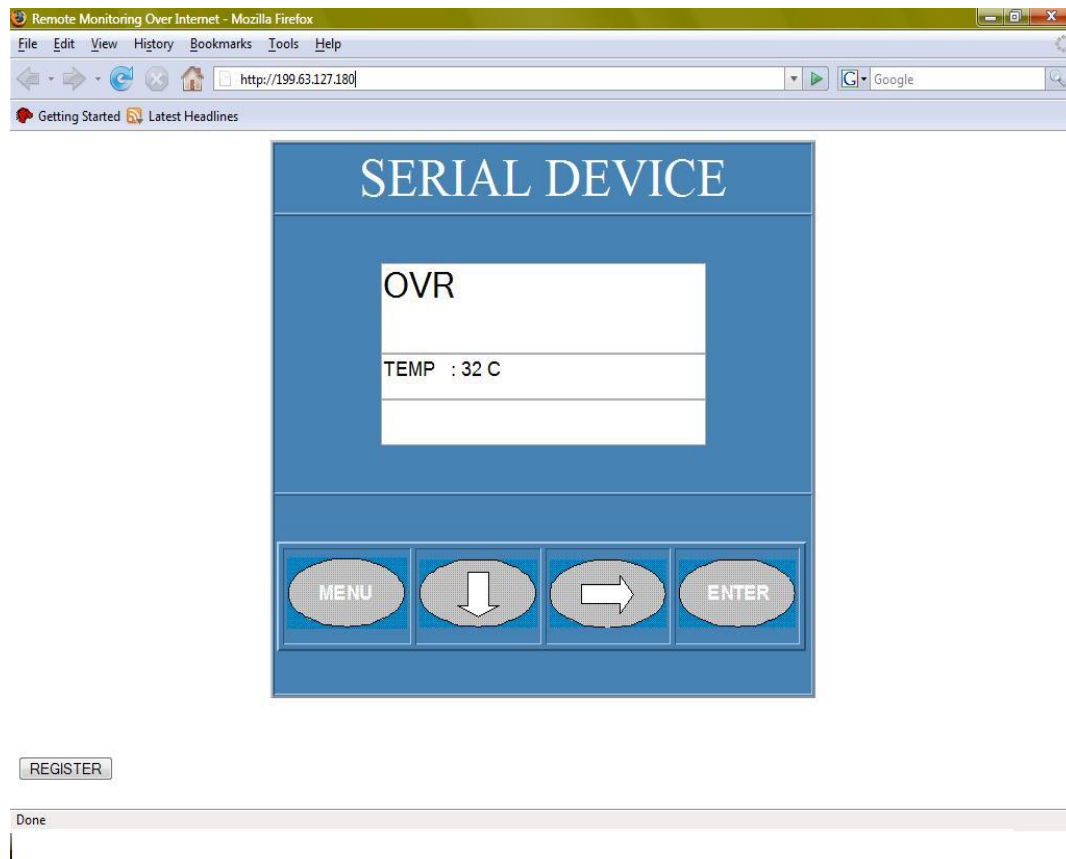 Remote Monitoring Over Internet - Mozilla Firefox
File Edit View History Bookmarks Tools Help
http://199.63.127.180
G Google
Getting Started Latest Headlines
SERIAL DEVICE
OVR
TEMP : 32 C
MENU ENTER
REGISTER
Done